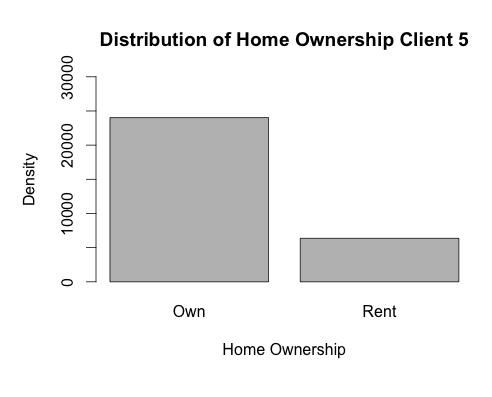 Distribution of Home Ownership Client 5
Density
30000
20000
10000
0
Own Rent
Home Ownership